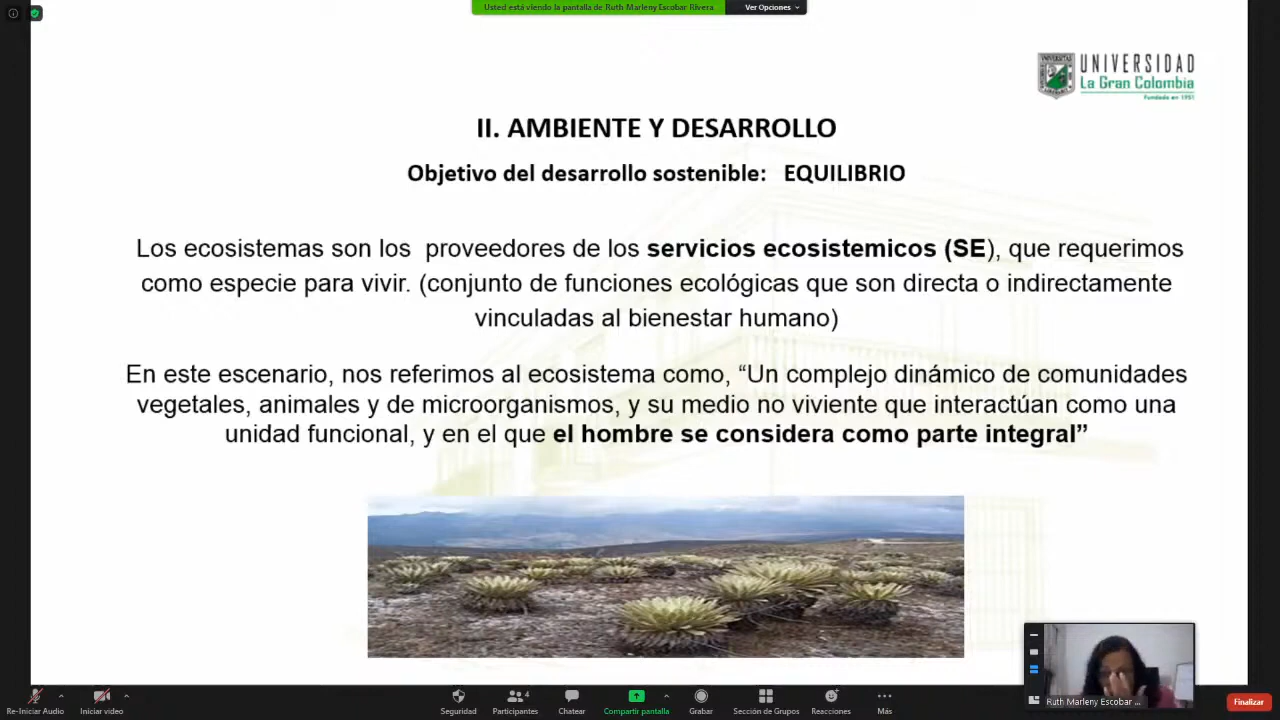 Usted está viendo la pantalla de Ruth Marleny Escobar Rivera
Ver Opciones
UNIVERSIDAD
La Gran Colombia
Fundada en 1951
II. AMBIENTE Y DESARROLLO
Objetivo del desarrollo sostenible: EQUILIBRIO
Los ecosistemas son los proveedores de los servicios ecosistemicos (SE), que requerimos
como especie para vivir. (conjunto de funciones ecológicas que son directa o indirectamente
vinculadas al bienestar humano)
En este escenario, nos referimos al ecosistema como, “Un complejo dinámico de comunidades
vegetales, animales y de microorganismos, y su medio no viviente que interactúan como una
unidad funcional, y en el que el hombre se considera como parte integral”
Ruth Marleny Escobar ...
Re-Iniciar Audio
Iniciar video
Seguridad
4
Participantes
Chatear
Compartir pantalla
Grabar
Sección de Grupos
Reacciones
Más
Finalizar